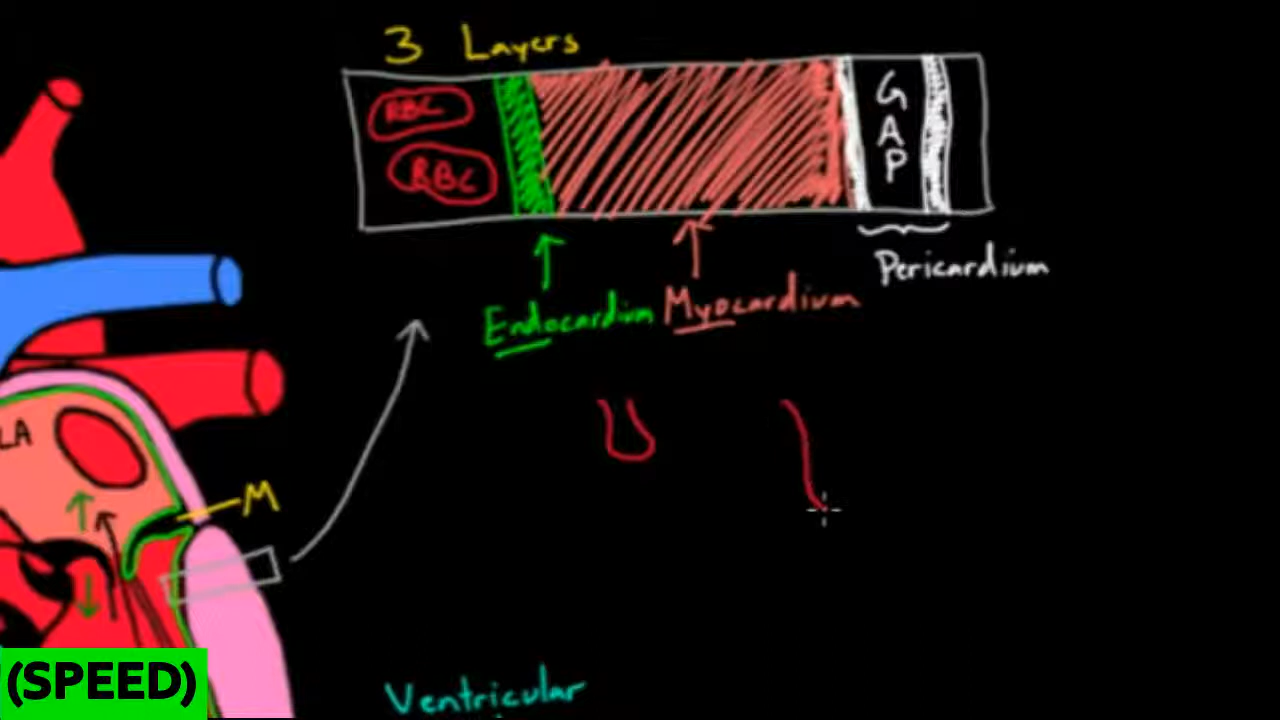 3 Layers
RBC
RBC
GAP
Endocardium
Myocardium
Pericardium
LA
M
(SPEED)
Ventricular